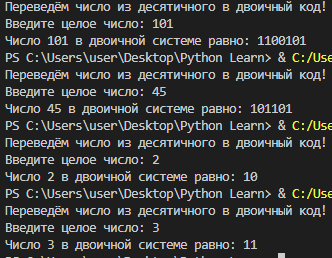 Переведём число из десятичного в двоичный код!
Введите целое число: 101
Число 101 в двоичной системе равно: 1100101
PS C:\Users\user\Desktop\Python Learn> & C:/Use
Переведём число из десятичного в двоичный код!
Введите целое число: 45
Число 45 в двоичной системе равно: 101101
PS C:\Users\user\Desktop\Python Learn> & C:/Use
Переведём число из десятичного в двоичный код!
Введите целое число: 2
Число 2 в двоичной системе равно: 10
PS C:\Users\user\Desktop\Python Learn> & C:/Use
Переведём число из десятичного в двоичный код!
Введите целое число: 3
Число 3 в двоичной системе равно: 11